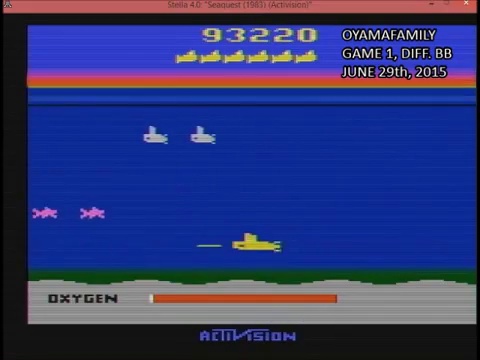 Stella 4.0: "Seaquest (1983) (Activision)"
93220
OYAMAFAMILY
GAME 1, DIFF. BB
JUNE 29th, 2015
OXYGEN
ACTIVISION